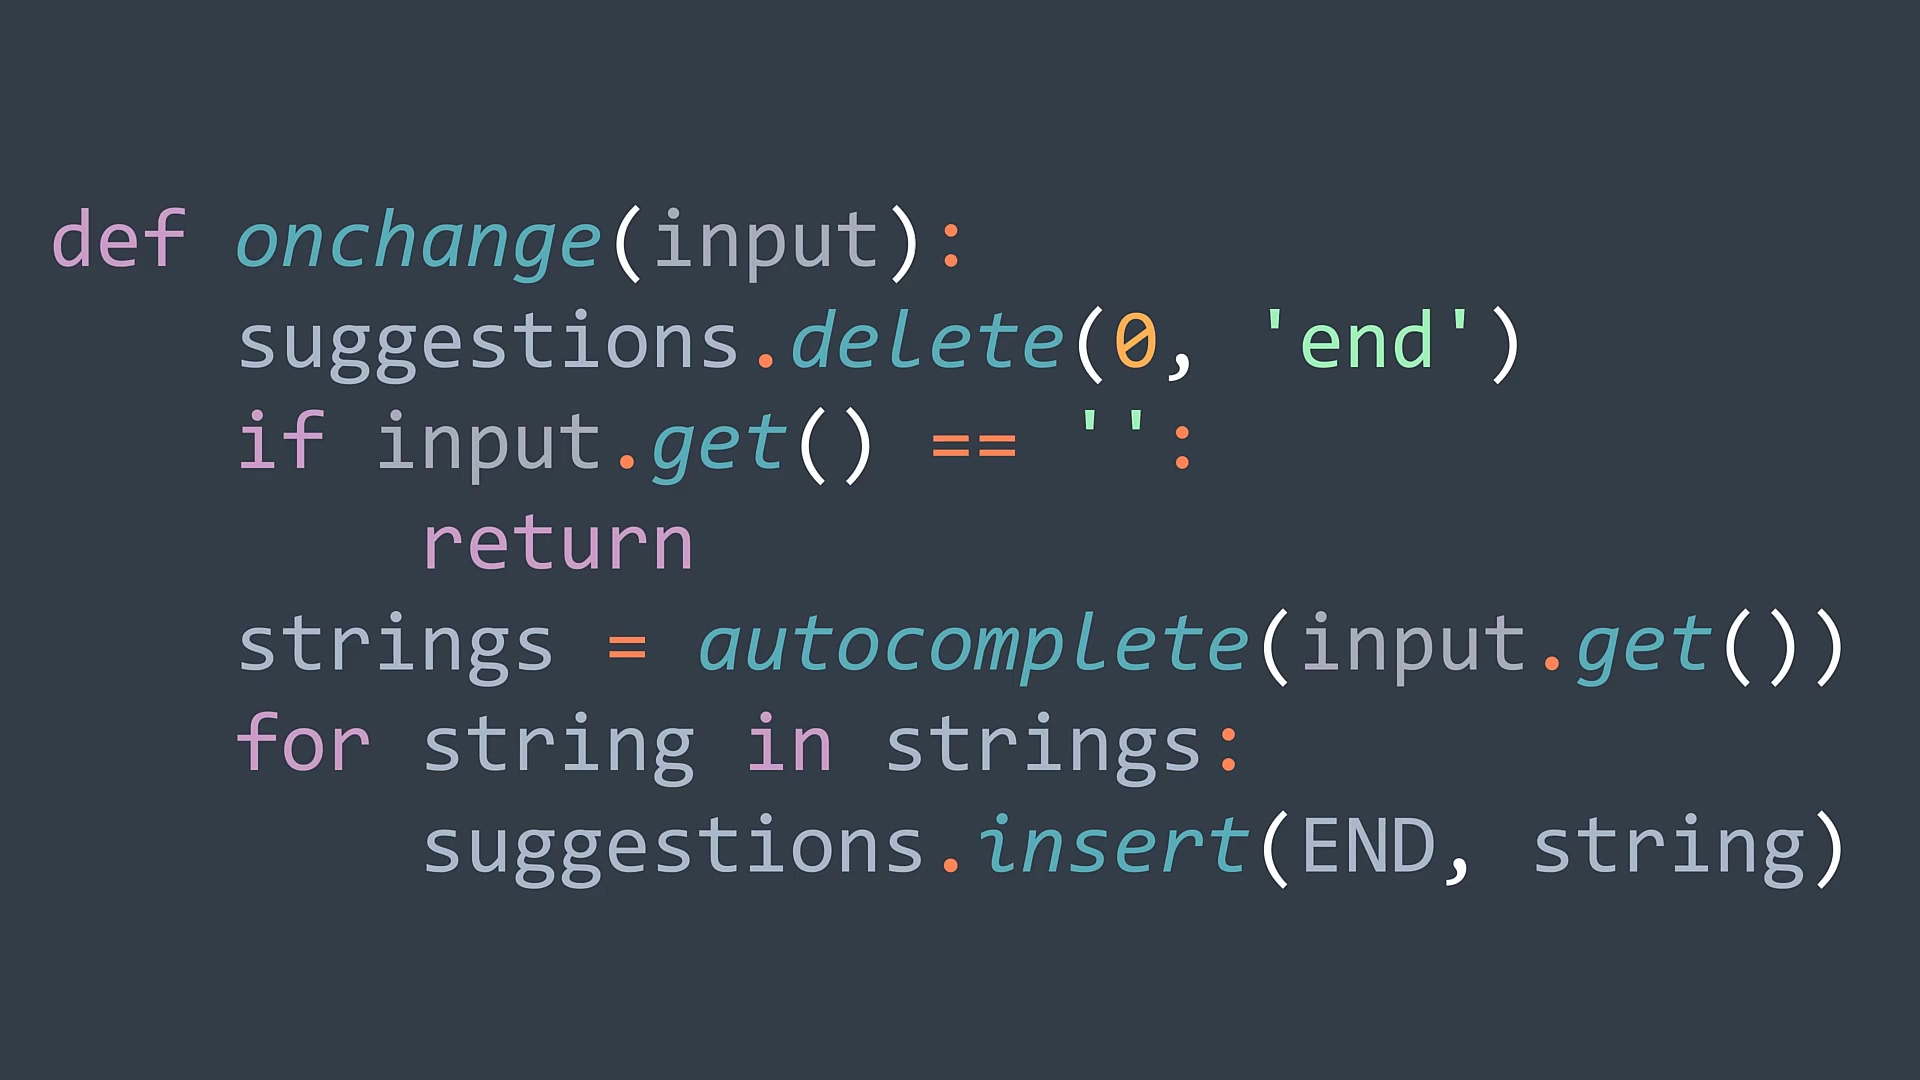 def onchange(input):
    suggestions.delete(0, 'end')
    if input.get() == '':
        return
    strings = autocomplete(input.get())
    for string in strings:
        suggestions.insert(END, string)